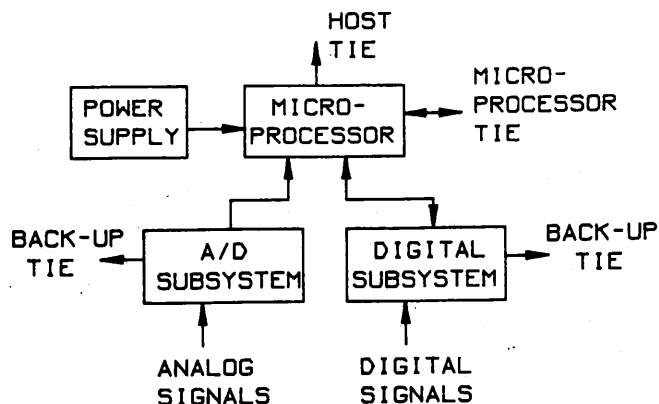 HOST
TIE
POWER
SUPPLY
MICRO-
PROCESSOR
MICRO-
PROCESSOR
TIE
BACK-UP
TIE
A/D
SUBSYSTEM
DIGITAL
SUBSYSTEM
BACK-UP
TIE
ANALOG
SIGNALS
DIGITAL
SIGNALS